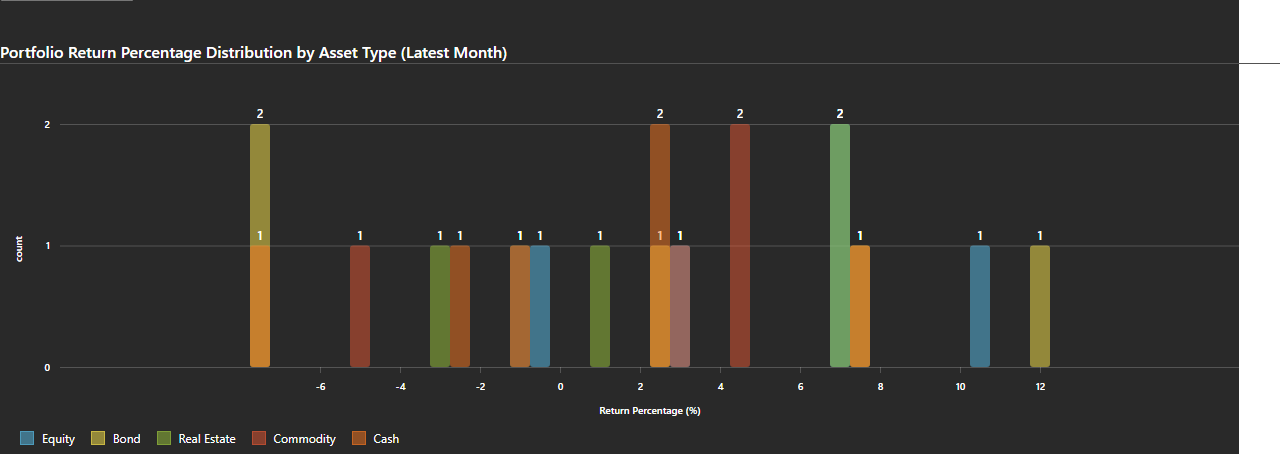 Portfolio Return Percentage Distribution by Asset Type (Latest Month)
2 2 2 2
2
1 1 1 1 1 1 1 1 1 1 1 1 1
1
count
0
-6 -4 -2 0 2 4 6 8 10 12
Return Percentage (%)
Equity Bond Real Estate Commodity Cash